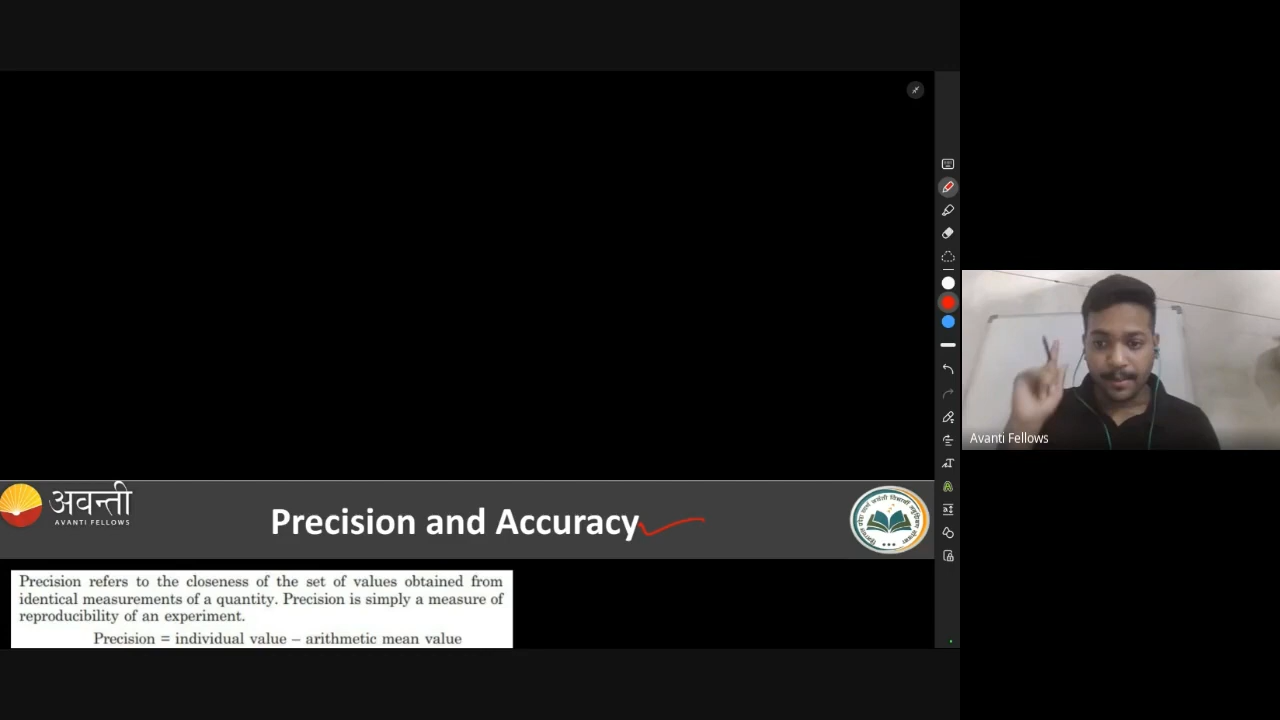 Avanti Fellows
अवन्ती
AVANTI FELLOWS
Precision and Accuracy
Precision refers to the closeness of the set of values obtained from
identical measurements of a quantity. Precision is simply a measure of
reproducibility of an experiment.
Precision = individual value – arithmetic mean value